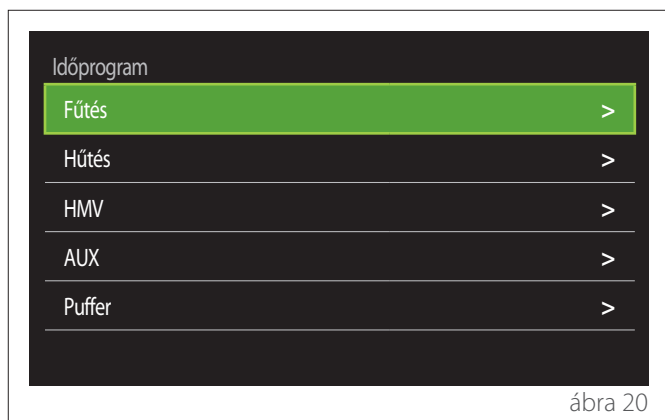 Időprogram
Fűtés >
Hűtés >
HMV >
AUX >
Puffer >
ábra 20